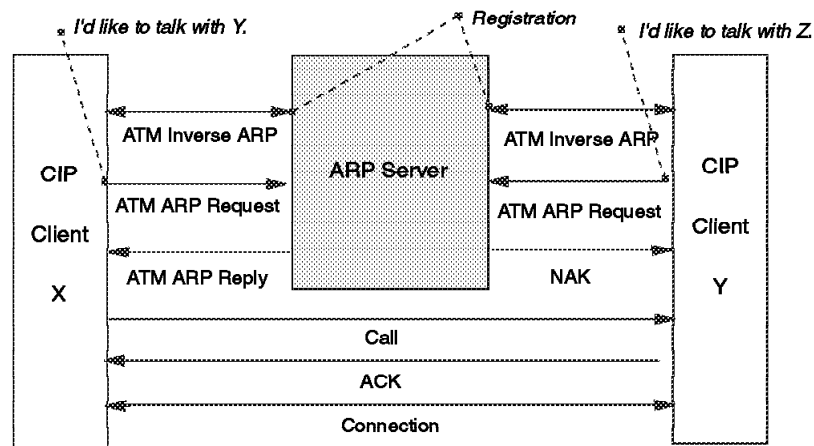 I'd like to talk with Y.
Registration
I'd like to talk with Z.
ATM Inverse ARP
ATM Inverse ARP
ARP Server
CIP
Client
X
CIP
Client
Y
ATM ARP Request
ATM ARP Request
ATM ARP Reply
NAK
Call
ACK
Connection